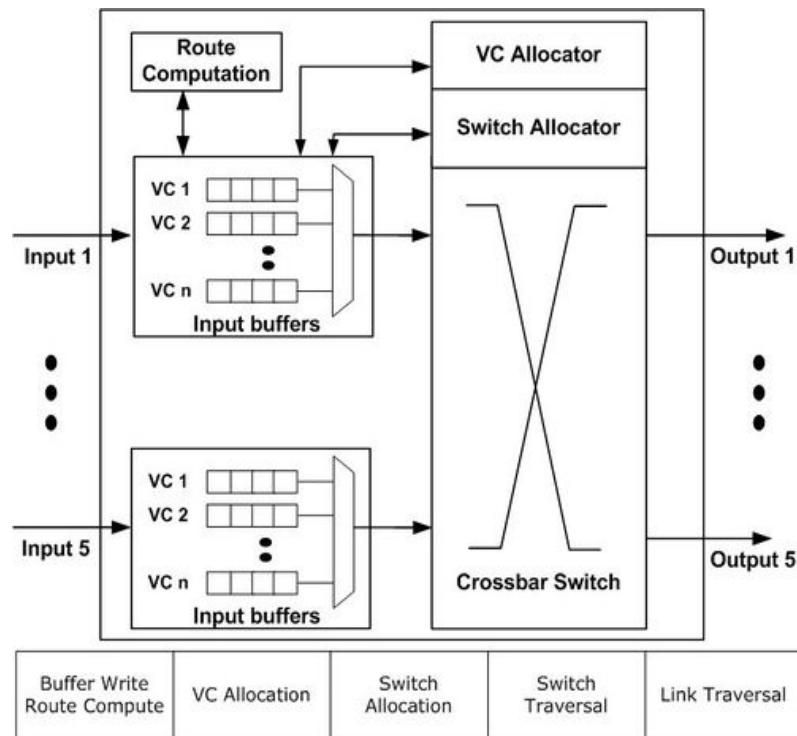 Route
Computation
VC Allocator
Switch Allocator
VC 1
VC 2
VC n
Input buffers
Input 1
Output 1
VC 1
VC 2
VC n
Input buffers
Input 5
Output 5
Crossbar Switch
Buffer Write
Route Compute
VC Allocation
Switch
Allocation
Switch
Traversal
Link Traversal